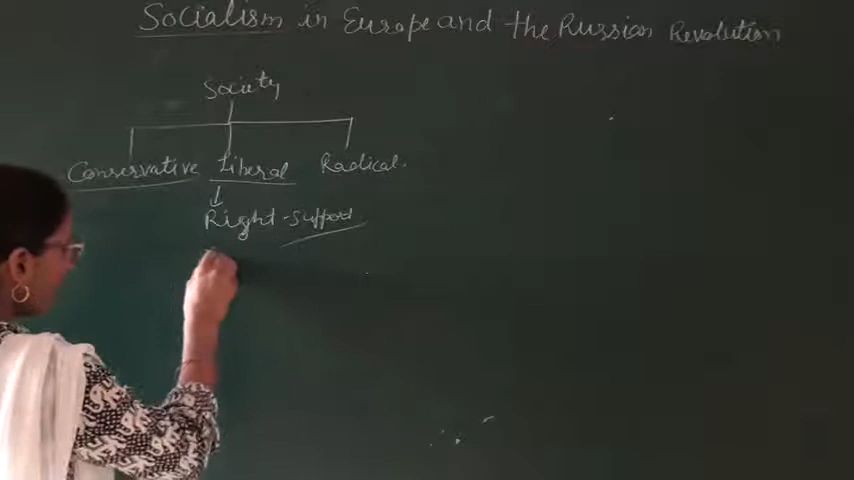 Socialism in Europe and the Russian Revolution
Society
Conservative Liberal Radical.
Right - support